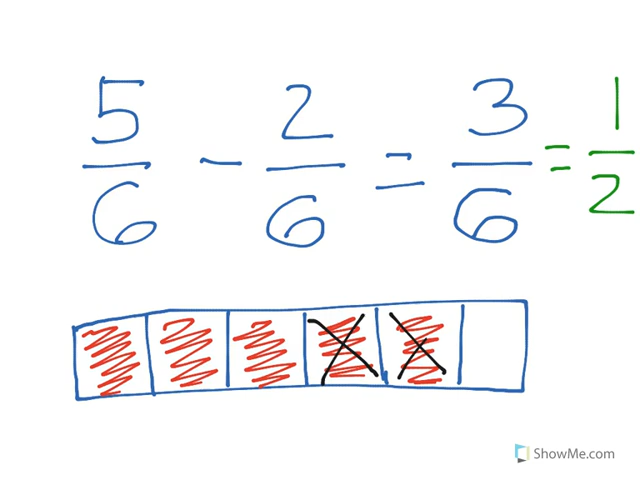 5/6 - 2/6 = 3/6 = 1/2
ShowMe.com